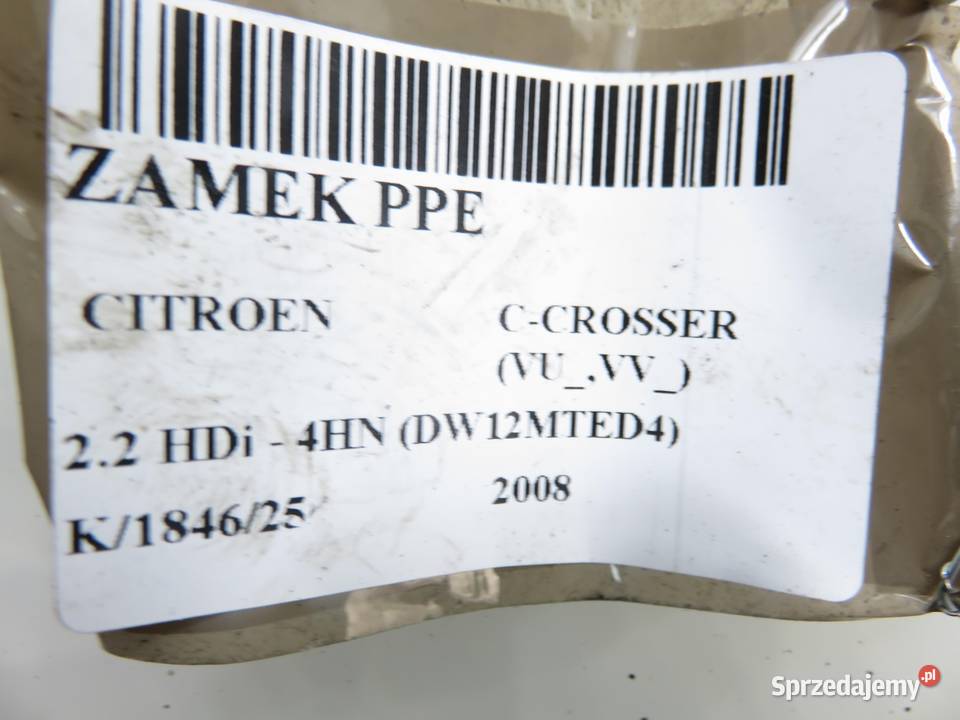 ZAMEK PPE
CITROEN C-CROSSER
(VU_,VV_)
2.2 HDi - 4HN (DW12MTED4)
2008
K/1846/25
Sprzedajemy.pl